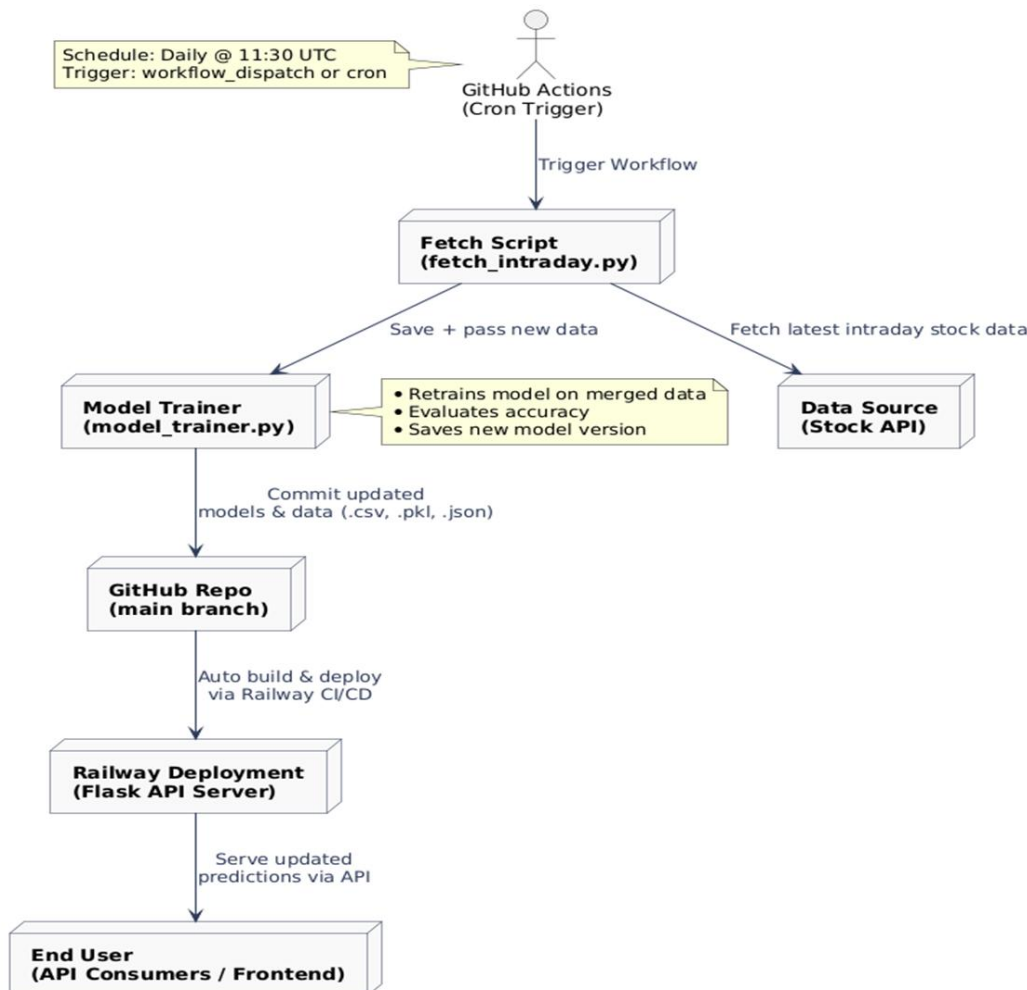 Schedule: Daily @ 11:30 UTC
Trigger: workflow_dispatch or cron
GitHub Actions
(Cron Trigger)
Trigger Workflow
Fetch Script
(fetch_intraday.py)
Save + pass new data
Fetch latest intraday stock data
Model Trainer
(model_trainer.py)
• Retrains model on merged data
• Evaluates accuracy
• Saves new model version
Data Source
(Stock API)
Commit updated
models & data (.csv, .pkl, .json)
GitHub Repo
(main branch)
Auto build & deploy
via Railway CI/CD
Railway Deployment
(Flask API Server)
Serve updated
predictions via API
End User
(API Consumers / Frontend)